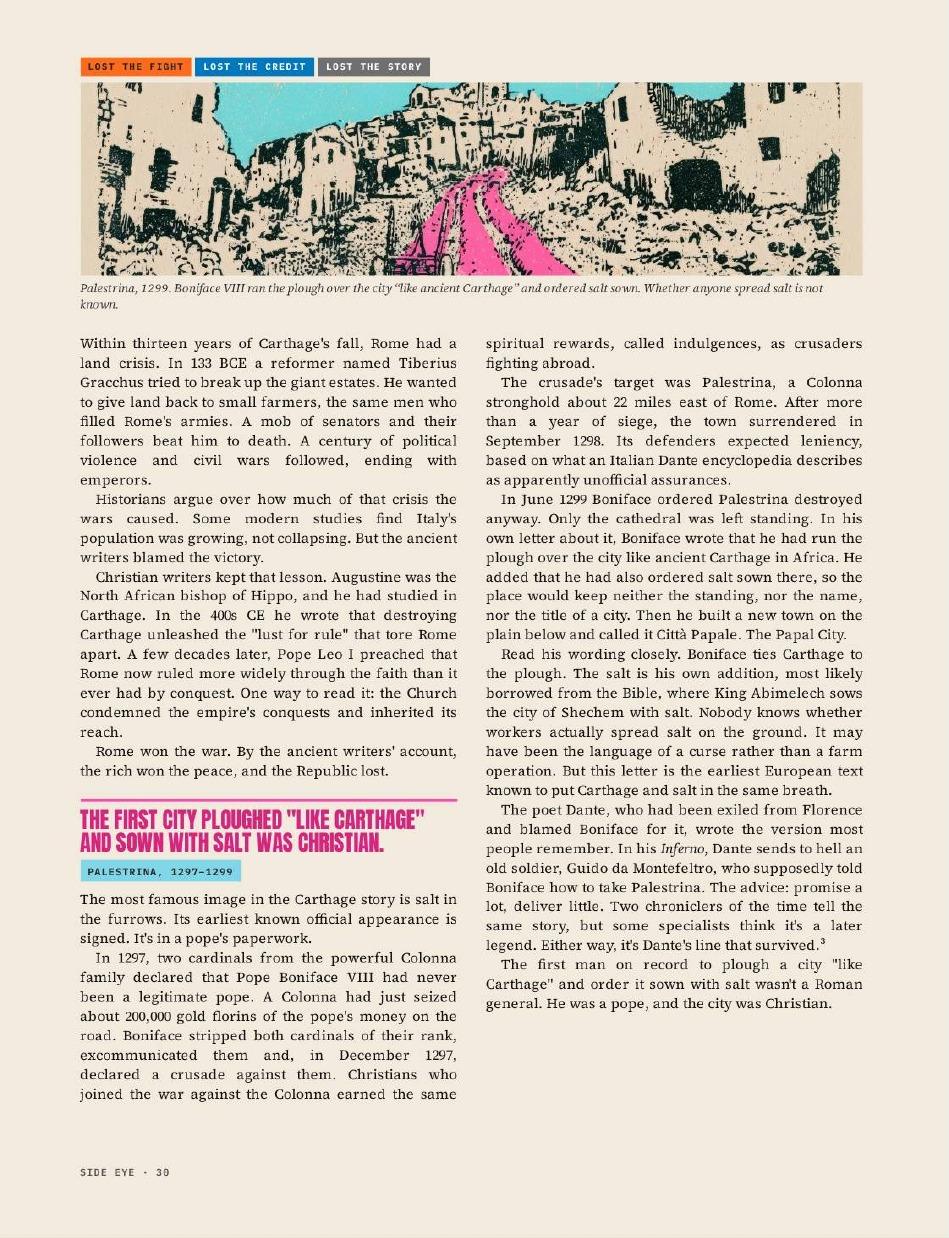 LOST THE FIGHT
LOST THE CREDIT
LOST THE STORY
Palestrina, 1299. Boniface VIII ran the plough over the city “like ancient Carthage” and ordered salt sown. Whether anyone spread salt is not
known.
Within thirteen years of Carthage's fall, Rome had a
land crisis. In 133 BCE a reformer named Tiberius
Gracchus tried to break up the giant estates. He wanted
to give land back to small farmers, the same men who
filled Rome's armies. A mob of senators and their
followers beat him to death. A century of political
violence and civil wars followed, ending with
emperors.
Historians argue over how much of that crisis the
wars caused. Some modern studies find Italy's
population was growing, not collapsing. But the ancient
writers blamed the victory.
Christian writers kept that lesson. Augustine was the
North African bishop of Hippo, and he had studied in
Carthage. In the 400s CE he wrote that destroying
Carthage unleashed the "lust for rule" that tore Rome
apart. A few decades later, Pope Leo I preached that
Rome now ruled more widely through the faith than it
ever had by conquest. One way to read it: the Church
condemned the empire's conquests and inherited its
reach.
Rome won the war. By the ancient writers' account,
the rich won the peace, and the Republic lost.
THE FIRST CITY PLOUGHED "LIKE CARTHAGE"
AND SOWN WITH SALT WAS CHRISTIAN.
PALESTRINA, 1297–1299
The most famous image in the Carthage story is salt in
the furrows. Its earliest known official appearance is
signed. It's in a pope's paperwork.
In 1297, two cardinals from the powerful Colonna
family declared that Pope Boniface VIII had never
been a legitimate pope. A Colonna had just seized
about 200,000 gold florins of the pope's money on the
road. Boniface stripped both cardinals of their rank,
excommunicated them and, in December 1297,
declared a crusade against them. Christians who
joined the war against the Colonna earned the same
spiritual rewards, called indulgences, as crusaders
fighting abroad.
The crusade's target was Palestrina, a Colonna
stronghold about 22 miles east of Rome. After more
than a year of siege, the town surrendered in
September 1298. Its defenders expected leniency,
based on what an Italian Dante encyclopedia describes
as apparently unofficial assurances.
In June 1299 Boniface ordered Palestrina destroyed
anyway. Only the cathedral was left standing. In his
own letter about it, Boniface wrote that he had run the
plough over the city like ancient Carthage in Africa. He
added that he had also ordered salt sown there, so the
place would keep neither the standing, nor the name,
nor the title of a city. Then he built a new town on the
plain below and called it Città Papale. The Papal City.
Read his wording closely. Boniface ties Carthage to
the plough. The salt is his own addition, most likely
borrowed from the Bible, where King Abimelech sows
the city of Shechem with salt. Nobody knows whether
workers actually spread salt on the ground. It may
have been the language of a curse rather than a farm
operation. But this letter is the earliest European text
known to put Carthage and salt in the same breath.
The poet Dante, who had been exiled from Florence
and blamed Boniface for it, wrote the version most
people remember. In his Inferno, Dante sends to hell an
old soldier, Guido da Montefeltro, who supposedly told
Boniface how to take Palestrina. The advice: promise a
lot, deliver little. Two chroniclers of the time tell the
same story, but some specialists think it's a later
legend. Either way, it's Dante's line that survived.³
The first man on record to plough a city "like
Carthage" and order it sown with salt wasn't a Roman
general. He was a pope, and the city was Christian.
SIDE EYE · 30